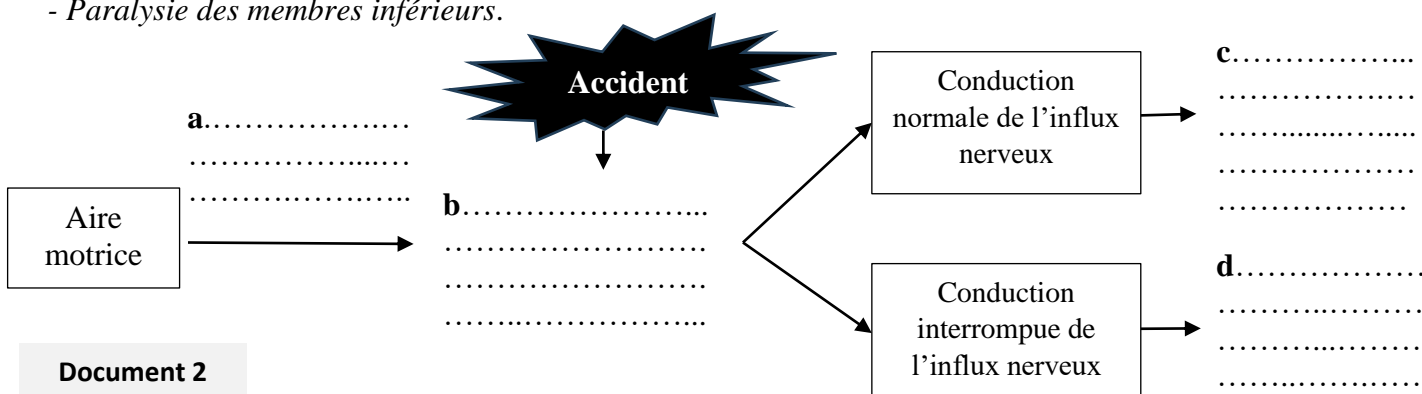 - Paralysie des membres inférieurs.
Accident
a………………….…
……………....…
……….…….…..
Aire
motrice
b…………………...
…………………….
…………………….
……..……………...
Conduction
normale de l'influx
nerveux
c……………...
……………….…
……........…......
…….…………
………………
Conduction
interrompue de
l'influx nerveux
d………………
………..………
………...………
……..…….……
Document 2